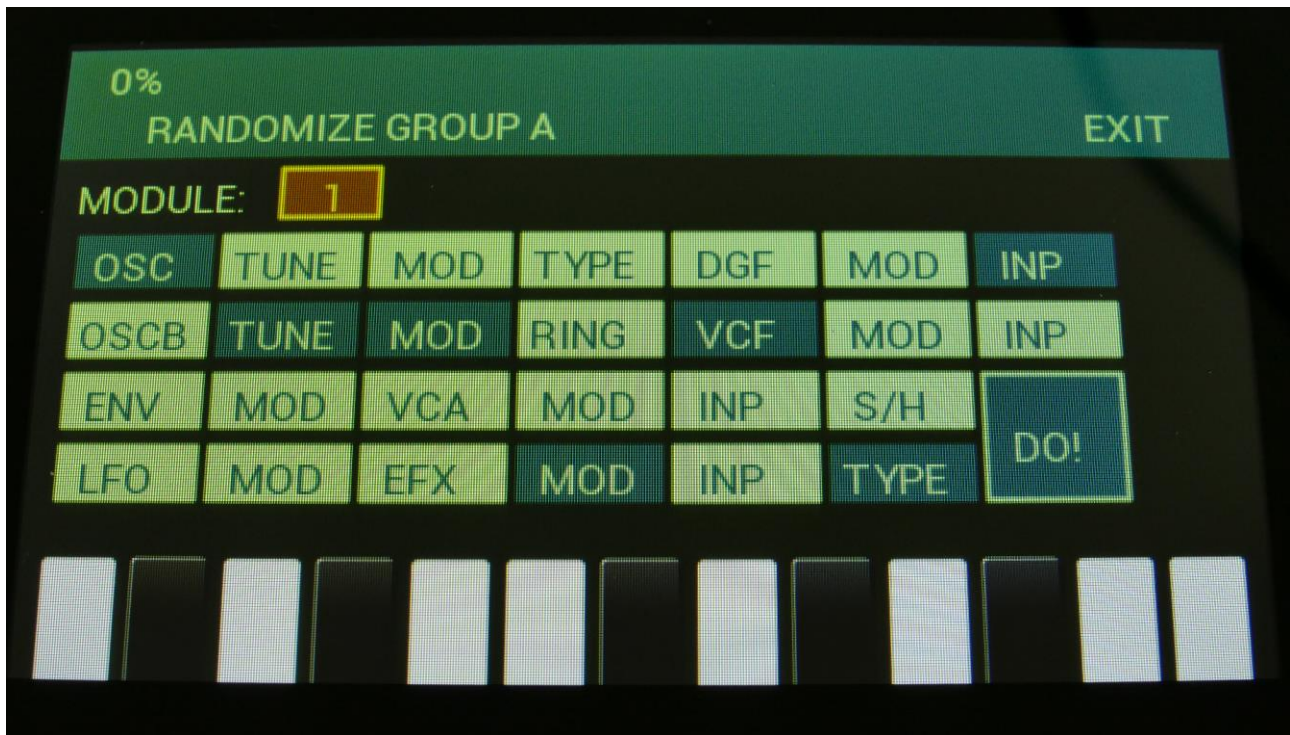 0%
RANDOMIZE GROUP A EXIT
MODULE: 1
OSC TUNE MOD TYPE DGF MOD INP
OSCB TUNE MOD RING VCF MOD INP
ENV MOD VCA MOD INP S/H
DO!
LFO MOD EFX MOD INP TYPE